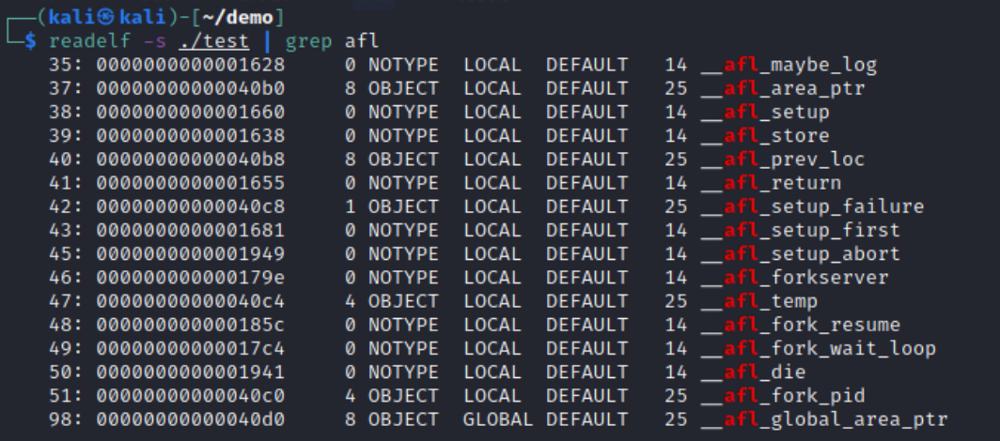 ┌──(kali㉿kali)-[~/demo]
└─$ readelf -s ./test | grep afl
35: 0000000000001628 0 NOTYPE LOCAL DEFAULT 14 __afl_maybe_log
37: 00000000000040b0 8 OBJECT LOCAL DEFAULT 25 __afl_area_ptr
38: 0000000000001660 0 NOTYPE LOCAL DEFAULT 14 __afl_setup
39: 0000000000001638 0 NOTYPE LOCAL DEFAULT 14 __afl_store
40: 00000000000040b8 8 OBJECT LOCAL DEFAULT 25 __afl_prev_loc
41: 0000000000001655 0 NOTYPE LOCAL DEFAULT 14 __afl_return
42: 00000000000040c8 1 OBJECT LOCAL DEFAULT 25 __afl_setup_failure
43: 0000000000001681 0 NOTYPE LOCAL DEFAULT 14 __afl_setup_first
45: 0000000000001949 0 NOTYPE LOCAL DEFAULT 14 __afl_setup_abort
46: 000000000000179e 0 NOTYPE LOCAL DEFAULT 14 __afl_forkserver
47: 00000000000040c4 4 OBJECT LOCAL DEFAULT 25 __afl_temp
48: 000000000000185c 0 NOTYPE LOCAL DEFAULT 14 __afl_fork_resume
49: 00000000000017c4 0 NOTYPE LOCAL DEFAULT 14 __afl_fork_wait_loop
50: 0000000000001941 0 NOTYPE LOCAL DEFAULT 14 __afl_die
51: 00000000000040c0 4 OBJECT LOCAL DEFAULT 25 __afl_fork_pid
98: 00000000000040d0 8 OBJECT GLOBAL DEFAULT 25 __afl_global_area_ptr